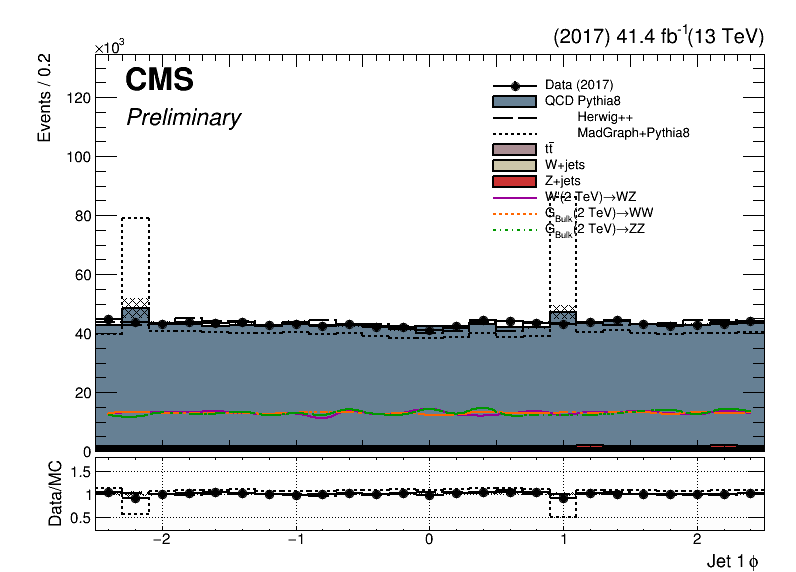 (2017) 41.4 fb-1 (13 TeV)
×10³
CMS
Preliminary
Events / 0.2
120
100
80
60
40
20
0
Data (2017)
QCD Pythia8
Herwig++
MadGraph+Pythia8
tt̄
W+jets
Z+jets
W'(2 TeV)→WZ
GBulk(2 TeV)→WW
GBulk(2 TeV)→ZZ
Data/MC
1.5
1
0.5
−2 −1 0 1 2
Jet 1 ϕ